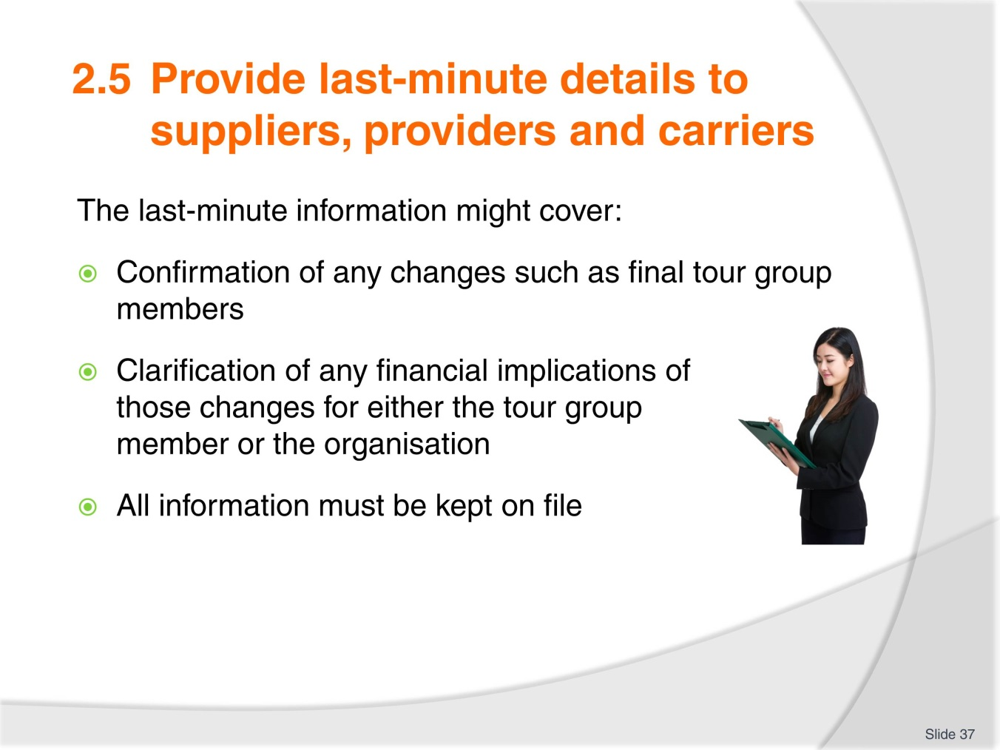 2.5 Provide last-minute details to
suppliers, providers and carriers
The last-minute information might cover:
Confirmation of any changes such as final tour group
members
Clarification of any financial implications of
those changes for either the tour group
member or the organisation
All information must be kept on file
Slide 37